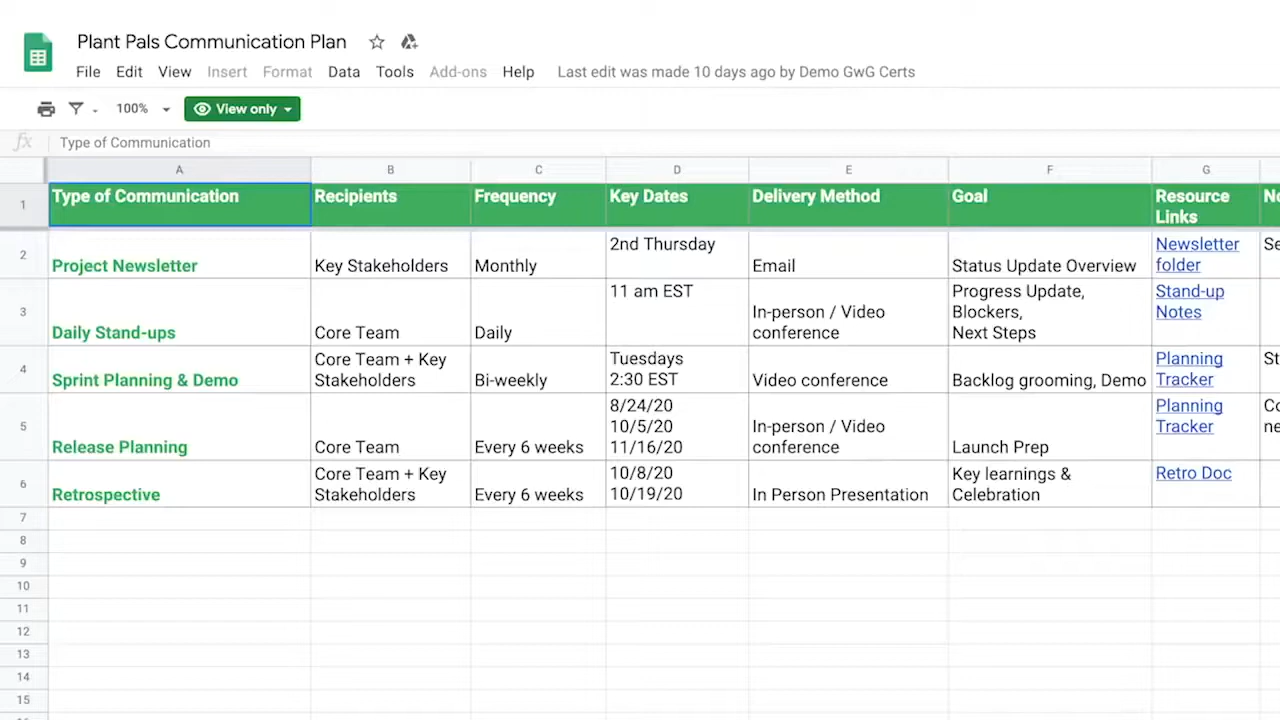 Plant Pals Communication Plan
File Edit View Insert Format Data Tools Add-ons Help Last edit was made 10 days ago by Demo GwG Certs
100% View only
fx Type of Communication
A B C D E F G
1 Type of Communication Recipients Frequency Key Dates Delivery Method Goal Resource No
Links
2nd Thursday Newsletter Se
2 Project Newsletter Key Stakeholders Monthly Email Status Update Overview folder
11 am EST Progress Update, Stand-up
3 In-person / Video Blockers, Notes
Daily Stand-ups Core Team Daily conference Next Steps
Core Team + Key Tuesdays Planning St
4 Sprint Planning & Demo Stakeholders Bi-weekly 2:30 EST Video conference Backlog grooming, Demo Tracker
8/24/20 Planning Co
5 10/5/20 In-person / Video Tracker ne
Release Planning Core Team Every 6 weeks 11/16/20 conference Launch Prep
Core Team + Key 10/8/20 Key learnings & Retro Doc
6 Retrospective Stakeholders Every 6 weeks 10/19/20 In Person Presentation Celebration
7
8
9
10
11
12
13
14
15